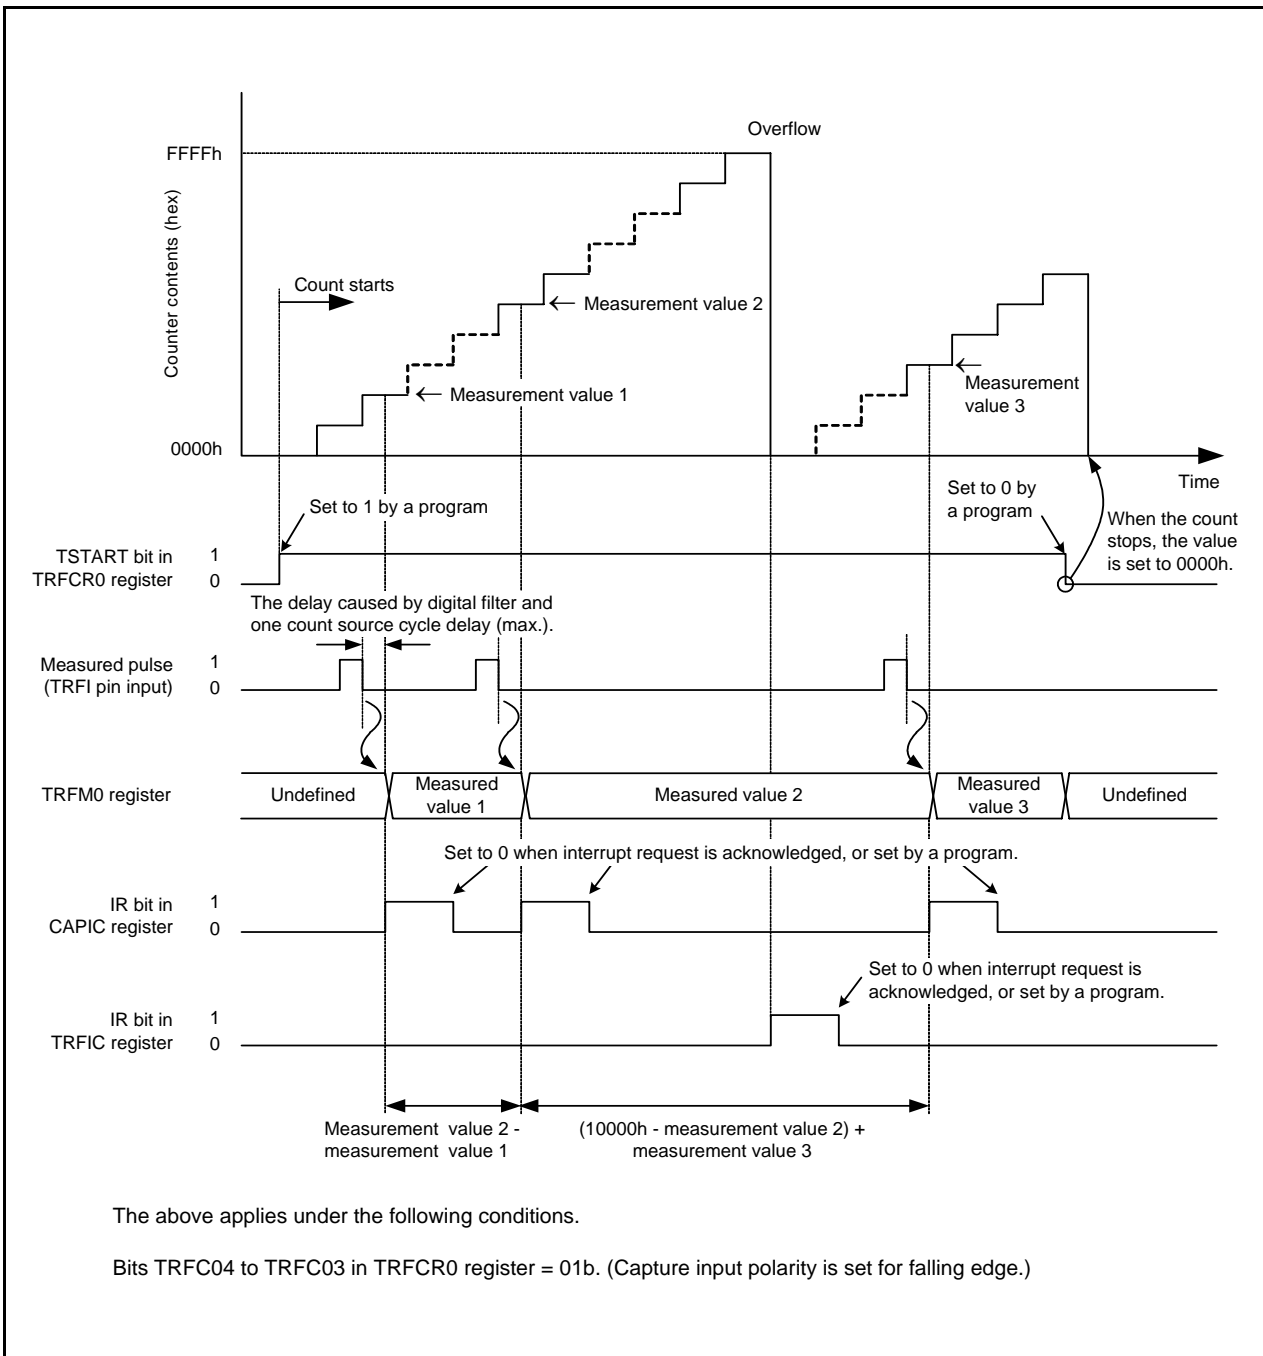 Overflow
FFFFh
Counter contents (hex)
Count starts
Measurement value 2
Measurement value 1
Measurement
value 3
0000h
Time
Set to 1 by a program
Set to 0 by
a program
When the count
stops, the value
is set to 0000h.
TSTART bit in
TRFCR0 register
1
0
The delay caused by digital filter and
one count source cycle delay (max.).
Measured pulse
(TRFI pin input)
1
0
TRFM0 register
Undefined
Measured
value 1
Measured value 2
Measured
value 3
Undefined
Set to 0 when interrupt request is acknowledged, or set by a program.
IR bit in
CAPIC register
1
0
Set to 0 when interrupt request is
acknowledged, or set by a program.
IR bit in
TRFIC register
1
0
Measurement value 2 -
measurement value 1
(10000h - measurement value 2) +
measurement value 3
The above applies under the following conditions.
Bits TRFC04 to TRFC03 in TRFCR0 register = 01b. (Capture input polarity is set for falling edge.)